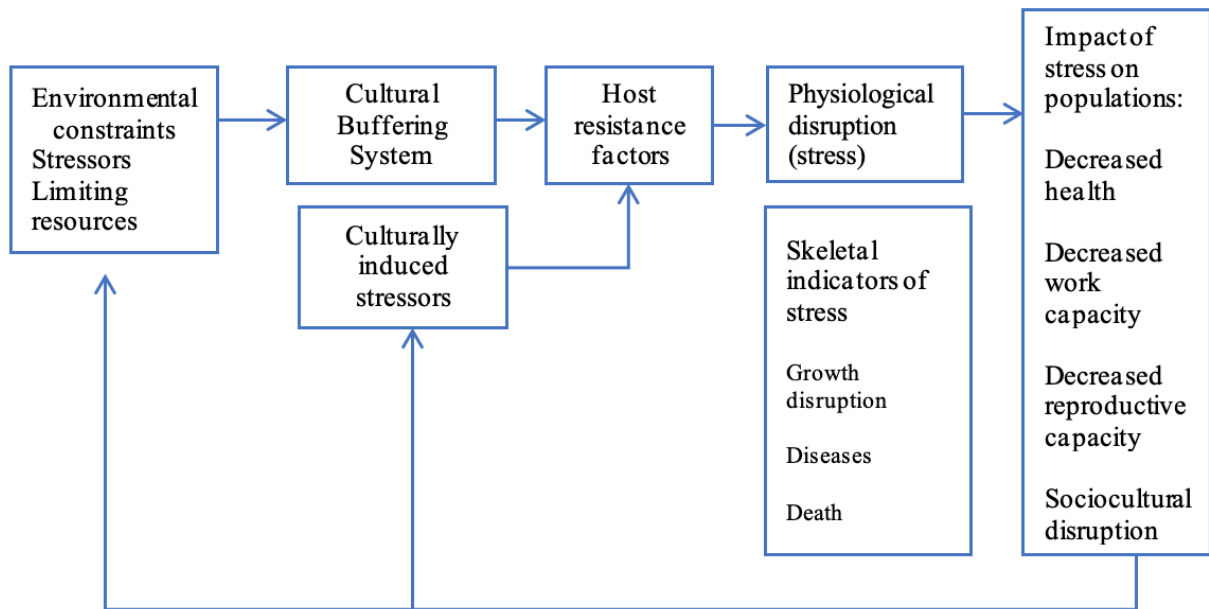 Environmental
constraints
Stressors
Limiting
resources
Cultural
Buffering
System
Culturally
induced
stressors
Host
resistance
factors
Physiological
disruption
(stress)
Skeletal
indicators of
stress
Growth
disruption
Diseases
Death
Impact of
stress on
populations:
Decreased
health
Decreased
work
capacity
Decreased
reproductive
capacity
Sociocultural
disruption